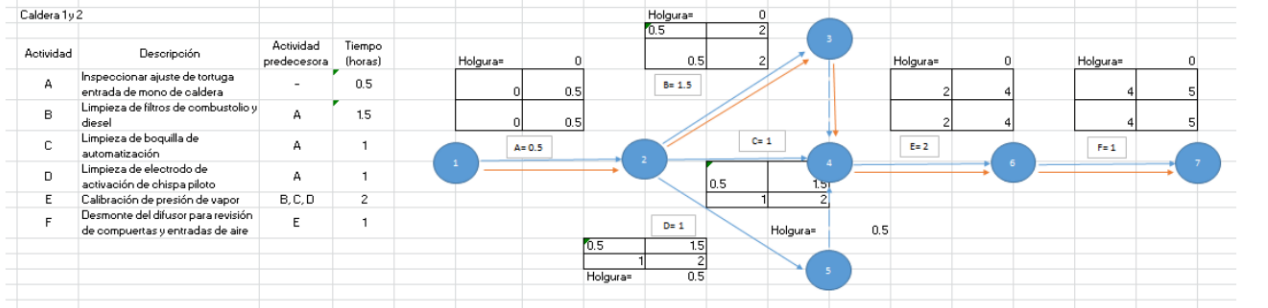 Caldera 1 y 2
Actividad Descripción Actividad predecesora Tiempo (horas)
A Inspeccionar ajuste de tortuga entrada de mono de caldera - 0.5
B Limpieza de filtros de combustolio y diesel A 1.5
C Limpieza de boquilla de automatización A 1
D Limpieza de electrodo de activación de chispa piloto A 1
E Calibración de presión de vapor B, C, D 2
F Desmonte del difusor para revisión de compuertas y entradas de aire E 1
Holgura= 0
0 0.5
0 0.5
A= 0.5
1
2
Holgura= 0
0.5 2
0.5 2
B= 1.5
3
C= 1
4
0.5 1.5
1 2
Holgura= 0.5
D= 1
0.5 1.5
1 2
Holgura= 0.5
5
Holgura= 0
2 4
2 4
E= 2
6
Holgura= 0
4 5
4 5
F= 1
7